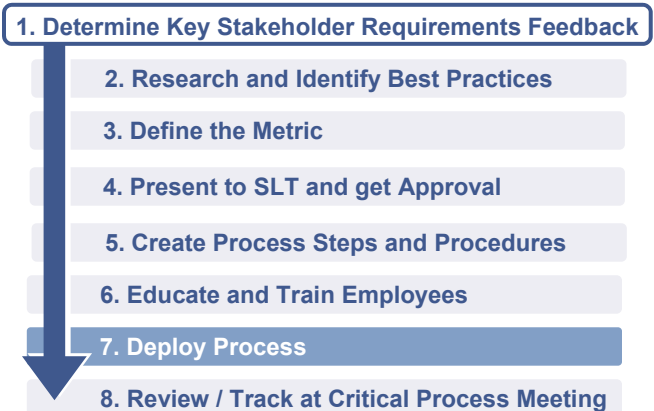 1. Determine Key Stakeholder Requirements Feedback
2. Research and Identify Best Practices
3. Define the Metric
4. Present to SLT and get Approval
5. Create Process Steps and Procedures
6. Educate and Train Employees
7. Deploy Process
8. Review / Track at Critical Process Meeting